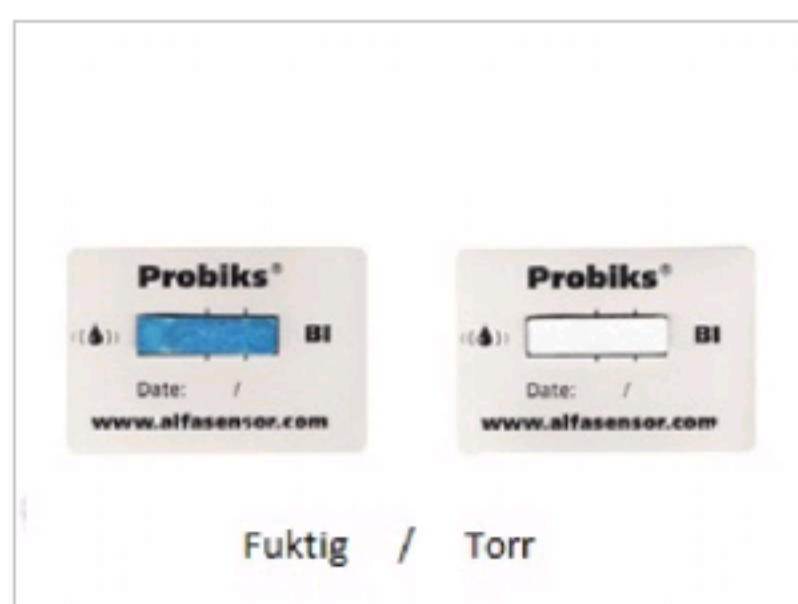 Probiks®
BI
Date: /
www.alfasensor.com
Probiks®
BI
Date: /
www.alfasensor.com
Fuktig / Torr